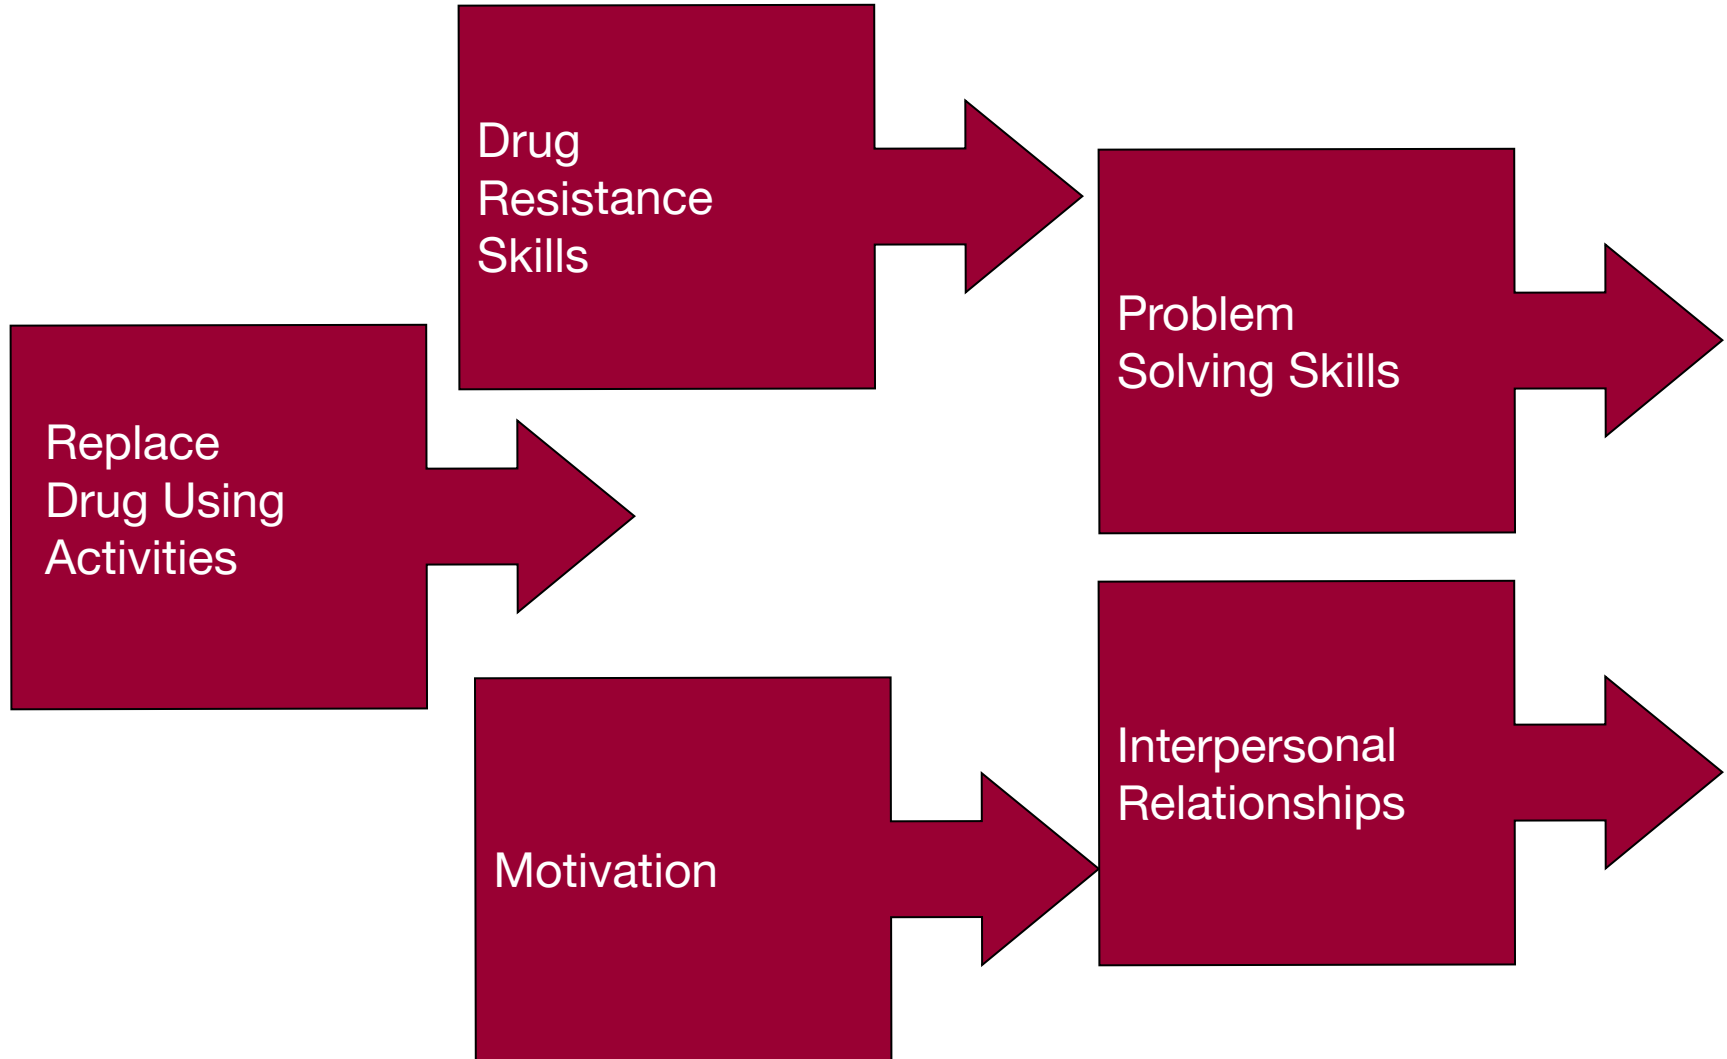 Drug
Resistance
Skills
Problem
Solving Skills
Replace
Drug Using
Activities
Interpersonal
Relationships
Motivation